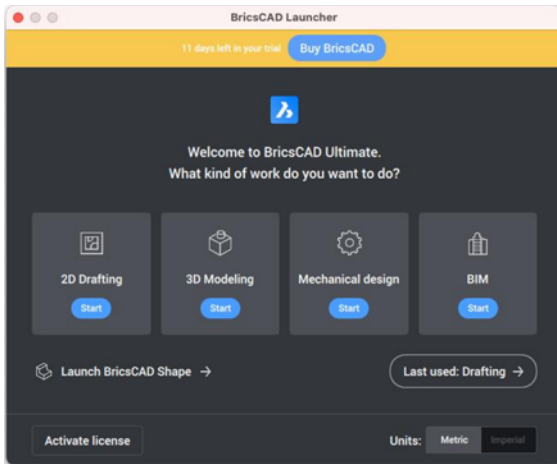 BricsCAD Launcher
11 days left in your trial Buy BricsCAD
Welcome to BricsCAD Ultimate.
What kind of work do you want to do?
2D Drafting 3D Modeling Mechanical design BIM
Start Start Start Start
Launch BricsCAD Shape → Last used: Drafting →
Activate license Units: Metric Imperial